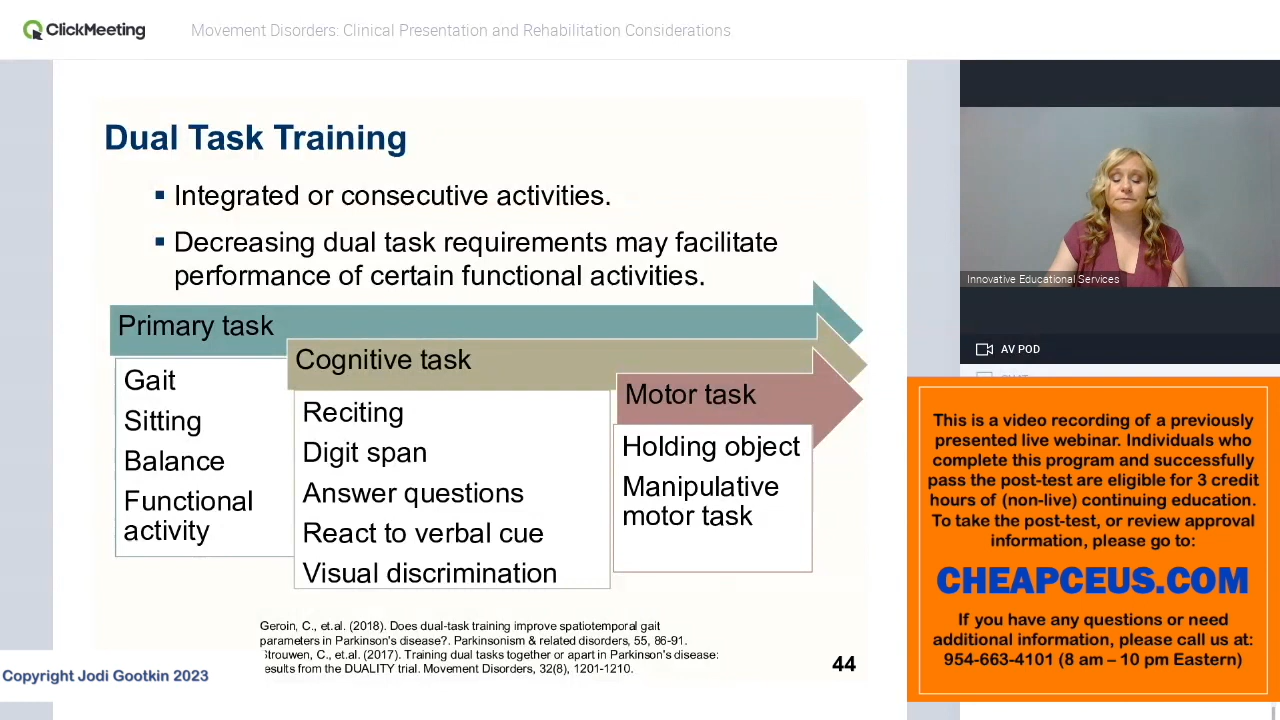 ClickMeeting
Movement Disorders: Clinical Presentation and Rehabilitation Considerations
Dual Task Training
▪ Integrated or consecutive activities.
▪ Decreasing dual task requirements may facilitate
performance of certain functional activities.
Primary task
Gait
Sitting
Balance
Functional
activity
Cognitive task
Reciting
Digit span
Answer questions
React to verbal cue
Visual discrimination
Motor task
Holding object
Manipulative
motor task
Geroin, C., et.al. (2018). Does dual-task training improve spatiotemporal gait
parameters in Parkinson's disease?. Parkinsonism & related disorders, 55, 86-91.
Strouwen, C., et.al. (2017). Training dual tasks together or apart in Parkinson's disease:
esults from the DUALITY trial. Movement Disorders, 32(8), 1201-1210.
44
Copyright Jodi Gootkin 2023
Innovative Educational Services
AV POD
This is a video recording of a previously
presented live webinar. Individuals who
complete this program and successfully
pass the post-test are eligible for 3 credit
hours of (non-live) continuing education.
To take the post-test, or review approval
information, please go to:
CHEAPCEUS.COM
If you have any questions or need
additional information, please call us at:
954-663-4101 (8 am – 10 pm Eastern)